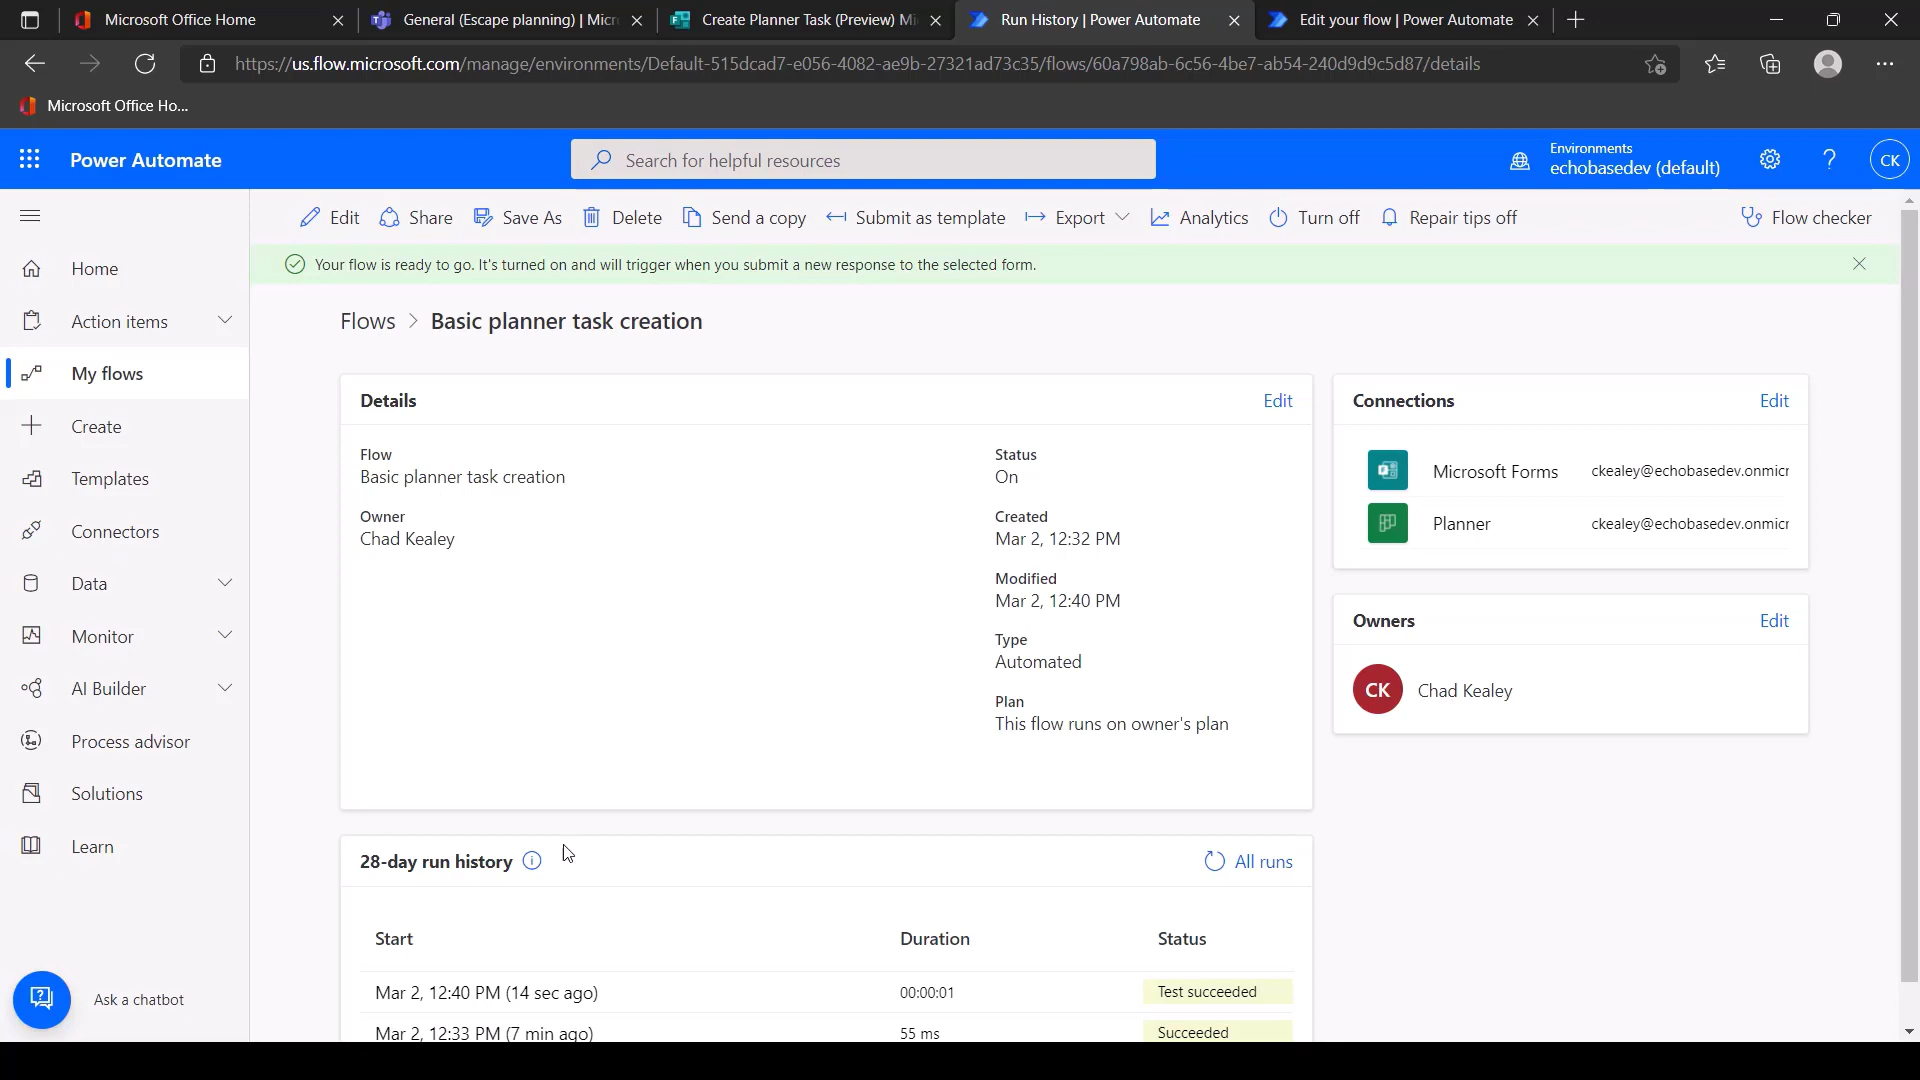 Microsoft Office Home
General (Escape planning) | Micr
Create Planner Task (Preview) Mi
Run History | Power Automate
Edit your flow | Power Automate
https://us.flow.microsoft.com/manage/environments/Default-515dcad7-e056-4082-ae9b-27321ad73c35/flows/60a798ab-6c56-4be7-ab54-240d9d9c5d87/details
Microsoft Office Ho...
Power Automate
Search for helpful resources
Environments
echobasedev (default)
?
CK
Edit
Share
Save As
Delete
Send a copy
Submit as template
Export
Analytics
Turn off
Repair tips off
Flow checker
Your flow is ready to go. It's turned on and will trigger when you submit a new response to the selected form.
Home
Action items
My flows
Create
Templates
Connectors
Data
Monitor
AI Builder
Process advisor
Solutions
Learn
Ask a chatbot
Flows > Basic planner task creation
Details
Edit
Flow
Basic planner task creation
Owner
Chad Kealey
Status
On
Created
Mar 2, 12:32 PM
Modified
Mar 2, 12:40 PM
Type
Automated
Plan
This flow runs on owner's plan
Connections
Edit
Microsoft Forms ckealey@echobasedev.onmicr
Planner ckealey@echobasedev.onmicr
Owners
Edit
CK Chad Kealey
28-day run history
All runs
Start Duration Status
Mar 2, 12:40 PM (14 sec ago) 00:00:01 Test succeeded
Mar 2, 12:33 PM (7 min ago) 55 ms Succeeded